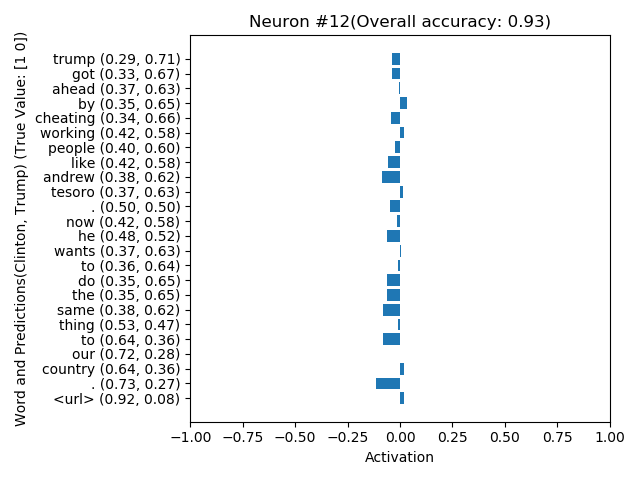 Neuron #12(Overall accuracy: 0.93)
Word and Predictions(Clinton, Trump) (True Value: [1 0])
trump (0.29, 0.71)
got (0.33, 0.67)
ahead (0.37, 0.63)
by (0.35, 0.65)
cheating (0.34, 0.66)
working (0.42, 0.58)
people (0.40, 0.60)
like (0.42, 0.58)
andrew (0.38, 0.62)
tesoro (0.37, 0.63)
. (0.50, 0.50)
now (0.42, 0.58)
he (0.48, 0.52)
wants (0.37, 0.63)
to (0.36, 0.64)
do (0.35, 0.65)
the (0.35, 0.65)
same (0.38, 0.62)
thing (0.53, 0.47)
to (0.64, 0.36)
our (0.72, 0.28)
country (0.64, 0.36)
. (0.73, 0.27)
<url> (0.92, 0.08)
−1.00 −0.75 −0.50 −0.25 0.00 0.25 0.50 0.75 1.00
Activation